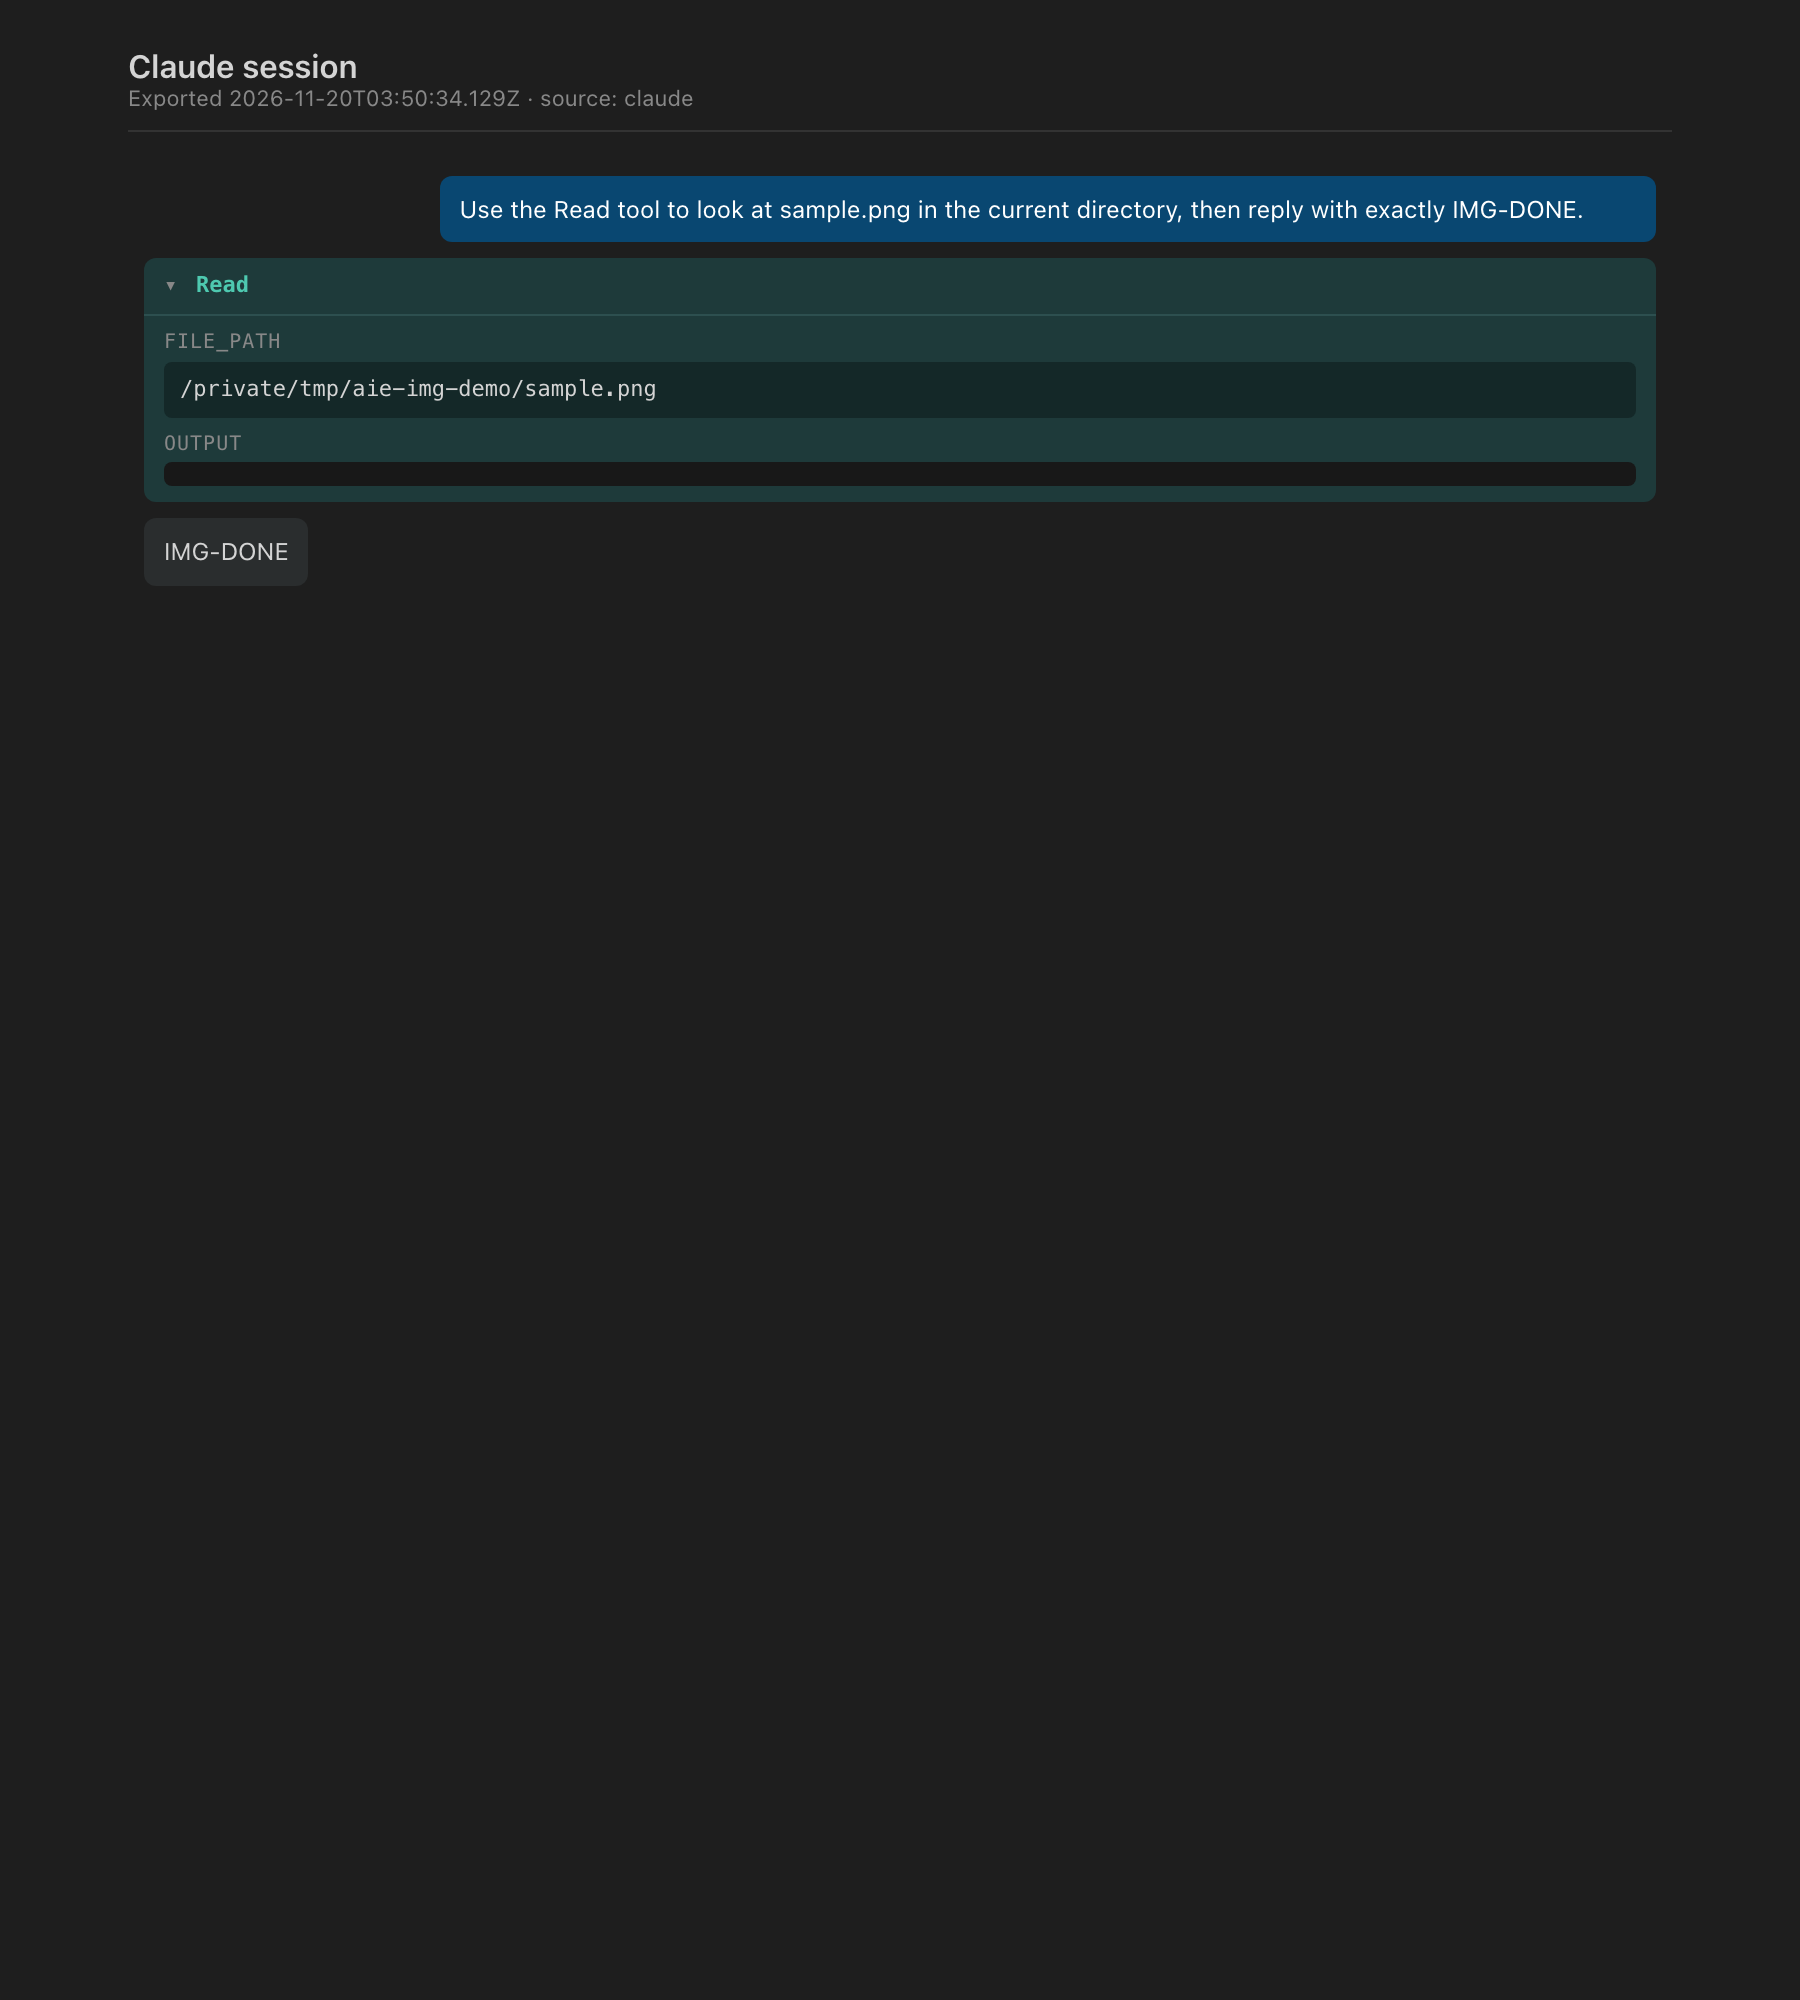 Claude session
Exported 2026-11-20T03:50:34.129Z · source: claude
Use the Read tool to look at sample.png in the current directory, then reply with exactly IMG-DONE.
▾ Read
FILE_PATH
/private/tmp/aie-img-demo/sample.png
OUTPUT
IMG-DONE